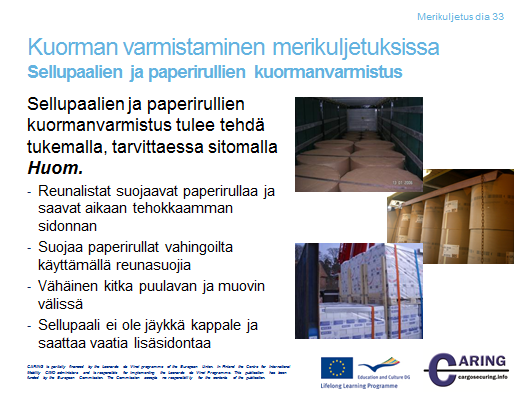 Merikuljetus dia 33
Kuorman varmistaminen merikuljetuksissa
Sellupaalien ja paperirullien kuormanvarmistus
Sellupaalien ja paperirullien
kuormanvarmistus tulee tehdä
tukemalla, tarvittaessa sitomalla
Huom.
- Reunalistat suojaavat paperirullaa ja
saavat aikaan tehokkaamman
sidonnan
- Suojaa paperirullat vahingoilta
käyttämällä reunasuojia
- Vähäinen kitka puulavan ja muovin
välissä
- Sellupaali ei ole jäykkä kappale ja
saattaa vaatia lisäsidontaa
CARING is partially financed by the Leonardo da Vinci programme of the European Union. In Finland the Centre for International
Mobility CIMO administers and is responsible for implementing the Leonardo da Vinci Programme. This publication has been
funded by the European Commission. The Commission accepts no responsibility for the contents of the publication.
Education and Culture DG
Lifelong Learning Programme
CARING
cargosecuring.info